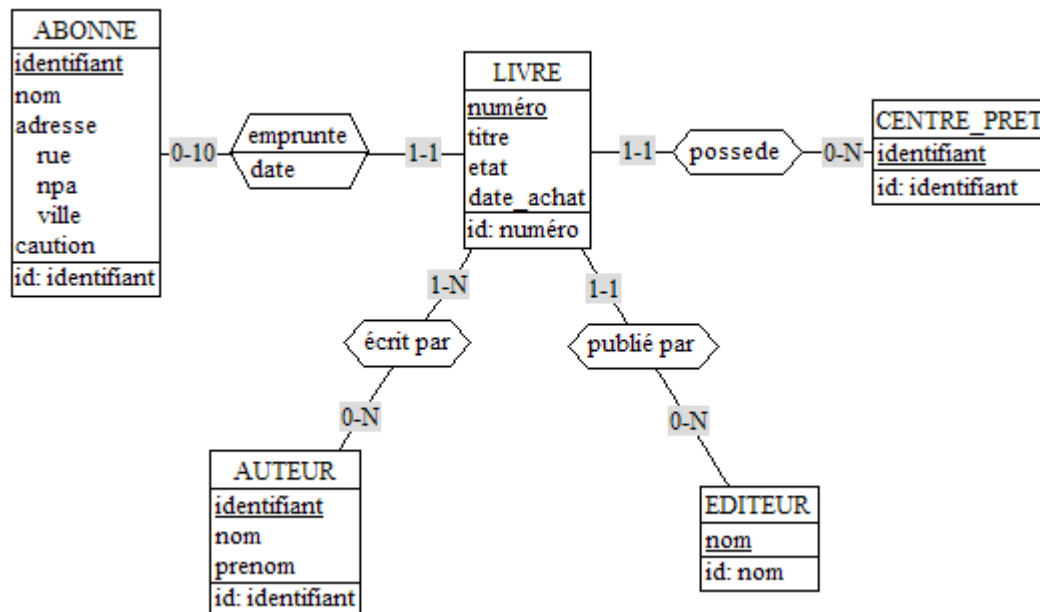 ABONNE
identifiant
nom
adresse
rue
npa
ville
caution
id: identifiant
0-10
emprunte
date
1-1
LIVRE
numéro
titre
etat
date_achat
id: numéro
1-1
possede
0-N
CENTRE_PRET
identifiant
id: identifiant
1-N
écrit par
0-N
AUTEUR
identifiant
nom
prenom
id: identifiant
1-1
publié par
0-N
EDITEUR
nom
id: nom